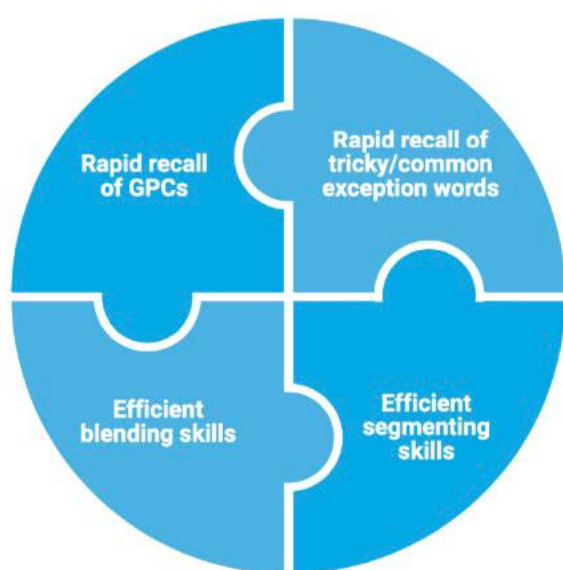 Rapid recall
of GPCs
Rapid recall of
tricky/common
exception words
Efficient
blending skills
Efficient
segmenting
skills